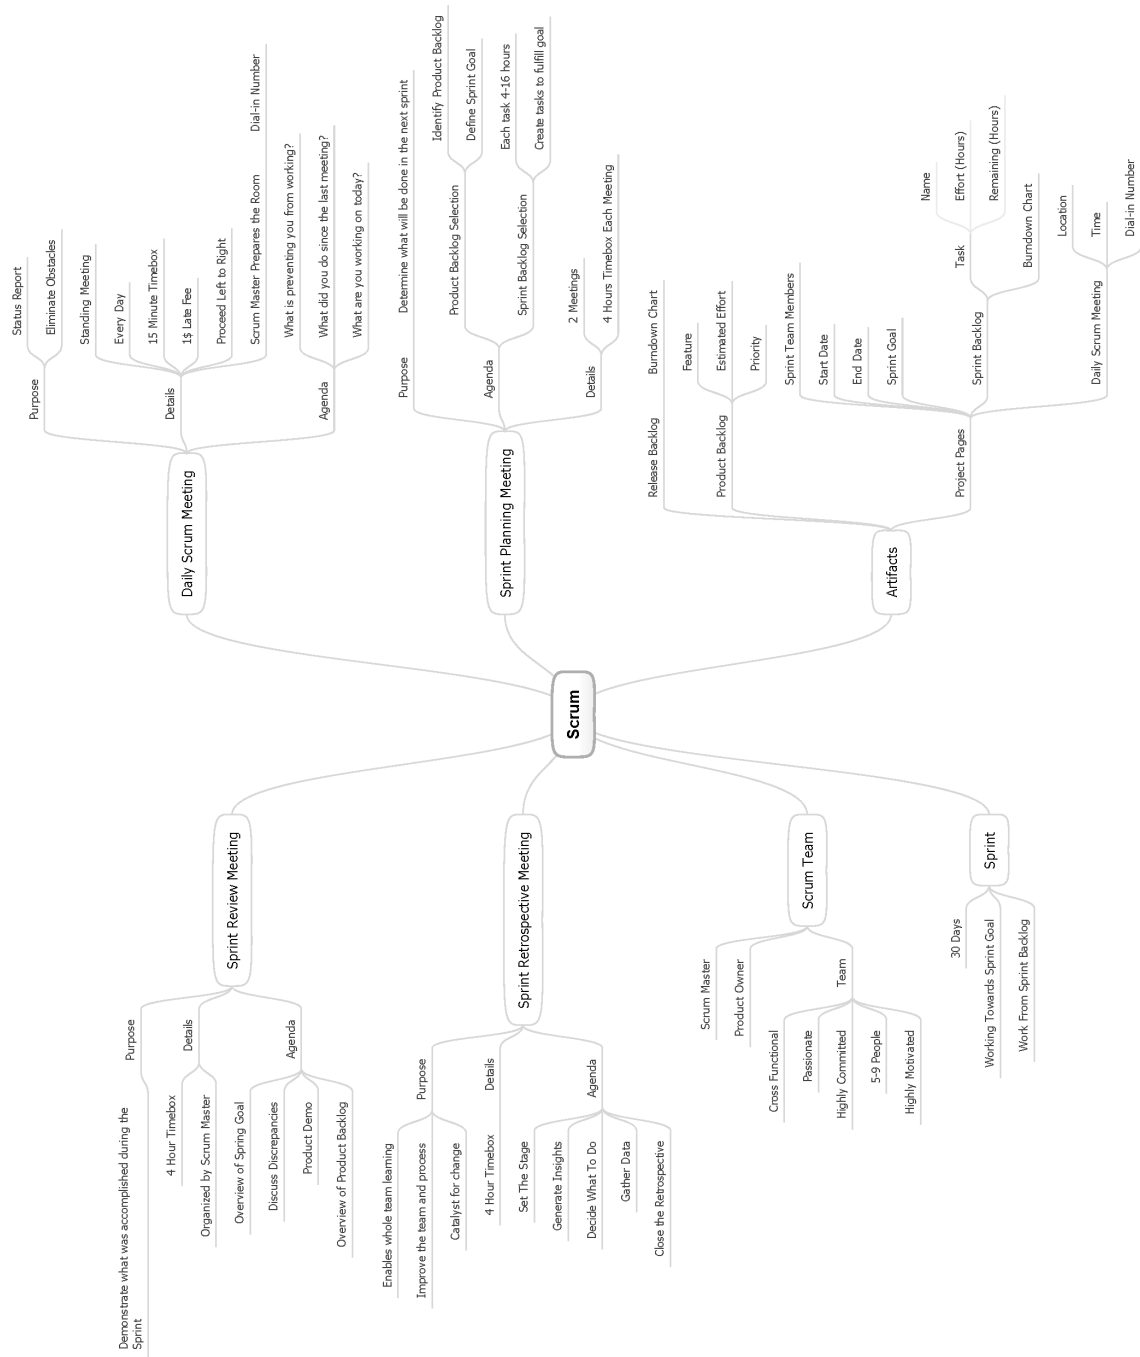 Scrum
Daily Scrum Meeting
Purpose
Status Report
Eliminate Obstacles
Details
Standing Meeting
Every Day
15 Minute Timebox
1$ Late Fee
Proceed Left to Right
Scrum Master Prepares the Room
Dial-in Number
Agenda
What is preventing you from working?
What did you do since the last meeting?
What are you working on today?
Sprint Planning Meeting
Purpose
Determine what will be done in the next sprint
Agenda
Product Backlog Selection
Identify Product Backlog
Define Sprint Goal
Sprint Backlog Selection
Each task 4-16 hours
Create tasks to fulfill goal
Details
2 Meetings
4 Hours Timebox Each Meeting
Artifacts
Release Backlog
Burndown Chart
Product Backlog
Feature
Estimated Effort
Priority
Project Pages
Sprint Team Members
Start Date
End Date
Sprint Goal
Sprint Backlog
Task
Name
Effort (Hours)
Remaining (Hours)
Burndown Chart
Daily Scrum Meeting
Location
Time
Dial-in Number
Sprint Review Meeting
Purpose
Demonstrate what was accomplished during the
Sprint
Details
4 Hour Timebox
Organized by Scrum Master
Agenda
Overview of Spring Goal
Discuss Discrepancies
Product Demo
Overview of Product Backlog
Sprint Retrospective Meeting
Purpose
Enables whole team learning
Improve the team and process
Catalyst for change
Details
4 Hour Timebox
Agenda
Set The Stage
Generate Insights
Decide What To Do
Gather Data
Close the Retrospective
Scrum Team
Scrum Master
Product Owner
Team
Cross Functional
Passionate
Highly Committed
5-9 People
Highly Motivated
Sprint
30 Days
Working Towards Sprint Goal
Work From Sprint Backlog